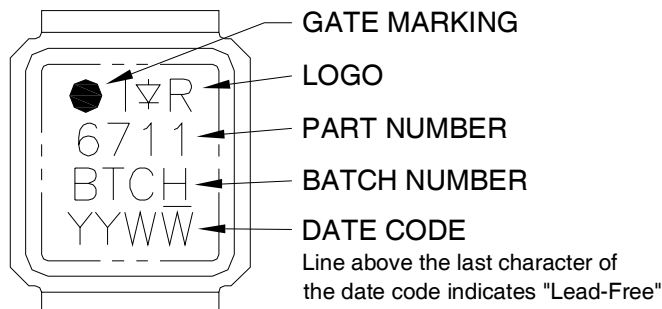 GATE MARKING
I R
LOGO
6711
PART NUMBER
BTCH
BATCH NUMBER
YYWW
DATE CODE
Line above the last character of
the date code indicates "Lead-Free"